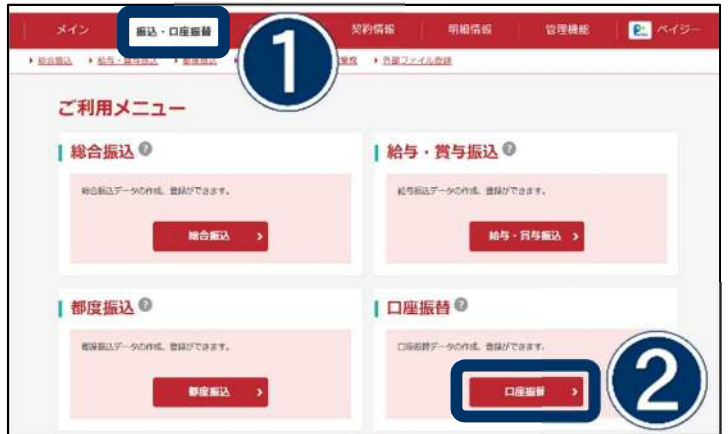 メイン 振込・口座振替 契約情報 明細情報 管理機能 ペイジー
総合振込 給与・賞与振込 都度振込 外部ファイル登録
1
ご利用メニュー
総合振込 ? 給与・賞与振込 ?
総合振込データの作成、登録ができます。 給与振込データの作成、登録ができます。
総合振込 > 給与・賞与振込 >
都度振込 ? 口座振替 ?
都度振込データの作成、登録ができます。 口座振替データの作成、登録ができます。
都度振込 > 口座振替 >
2